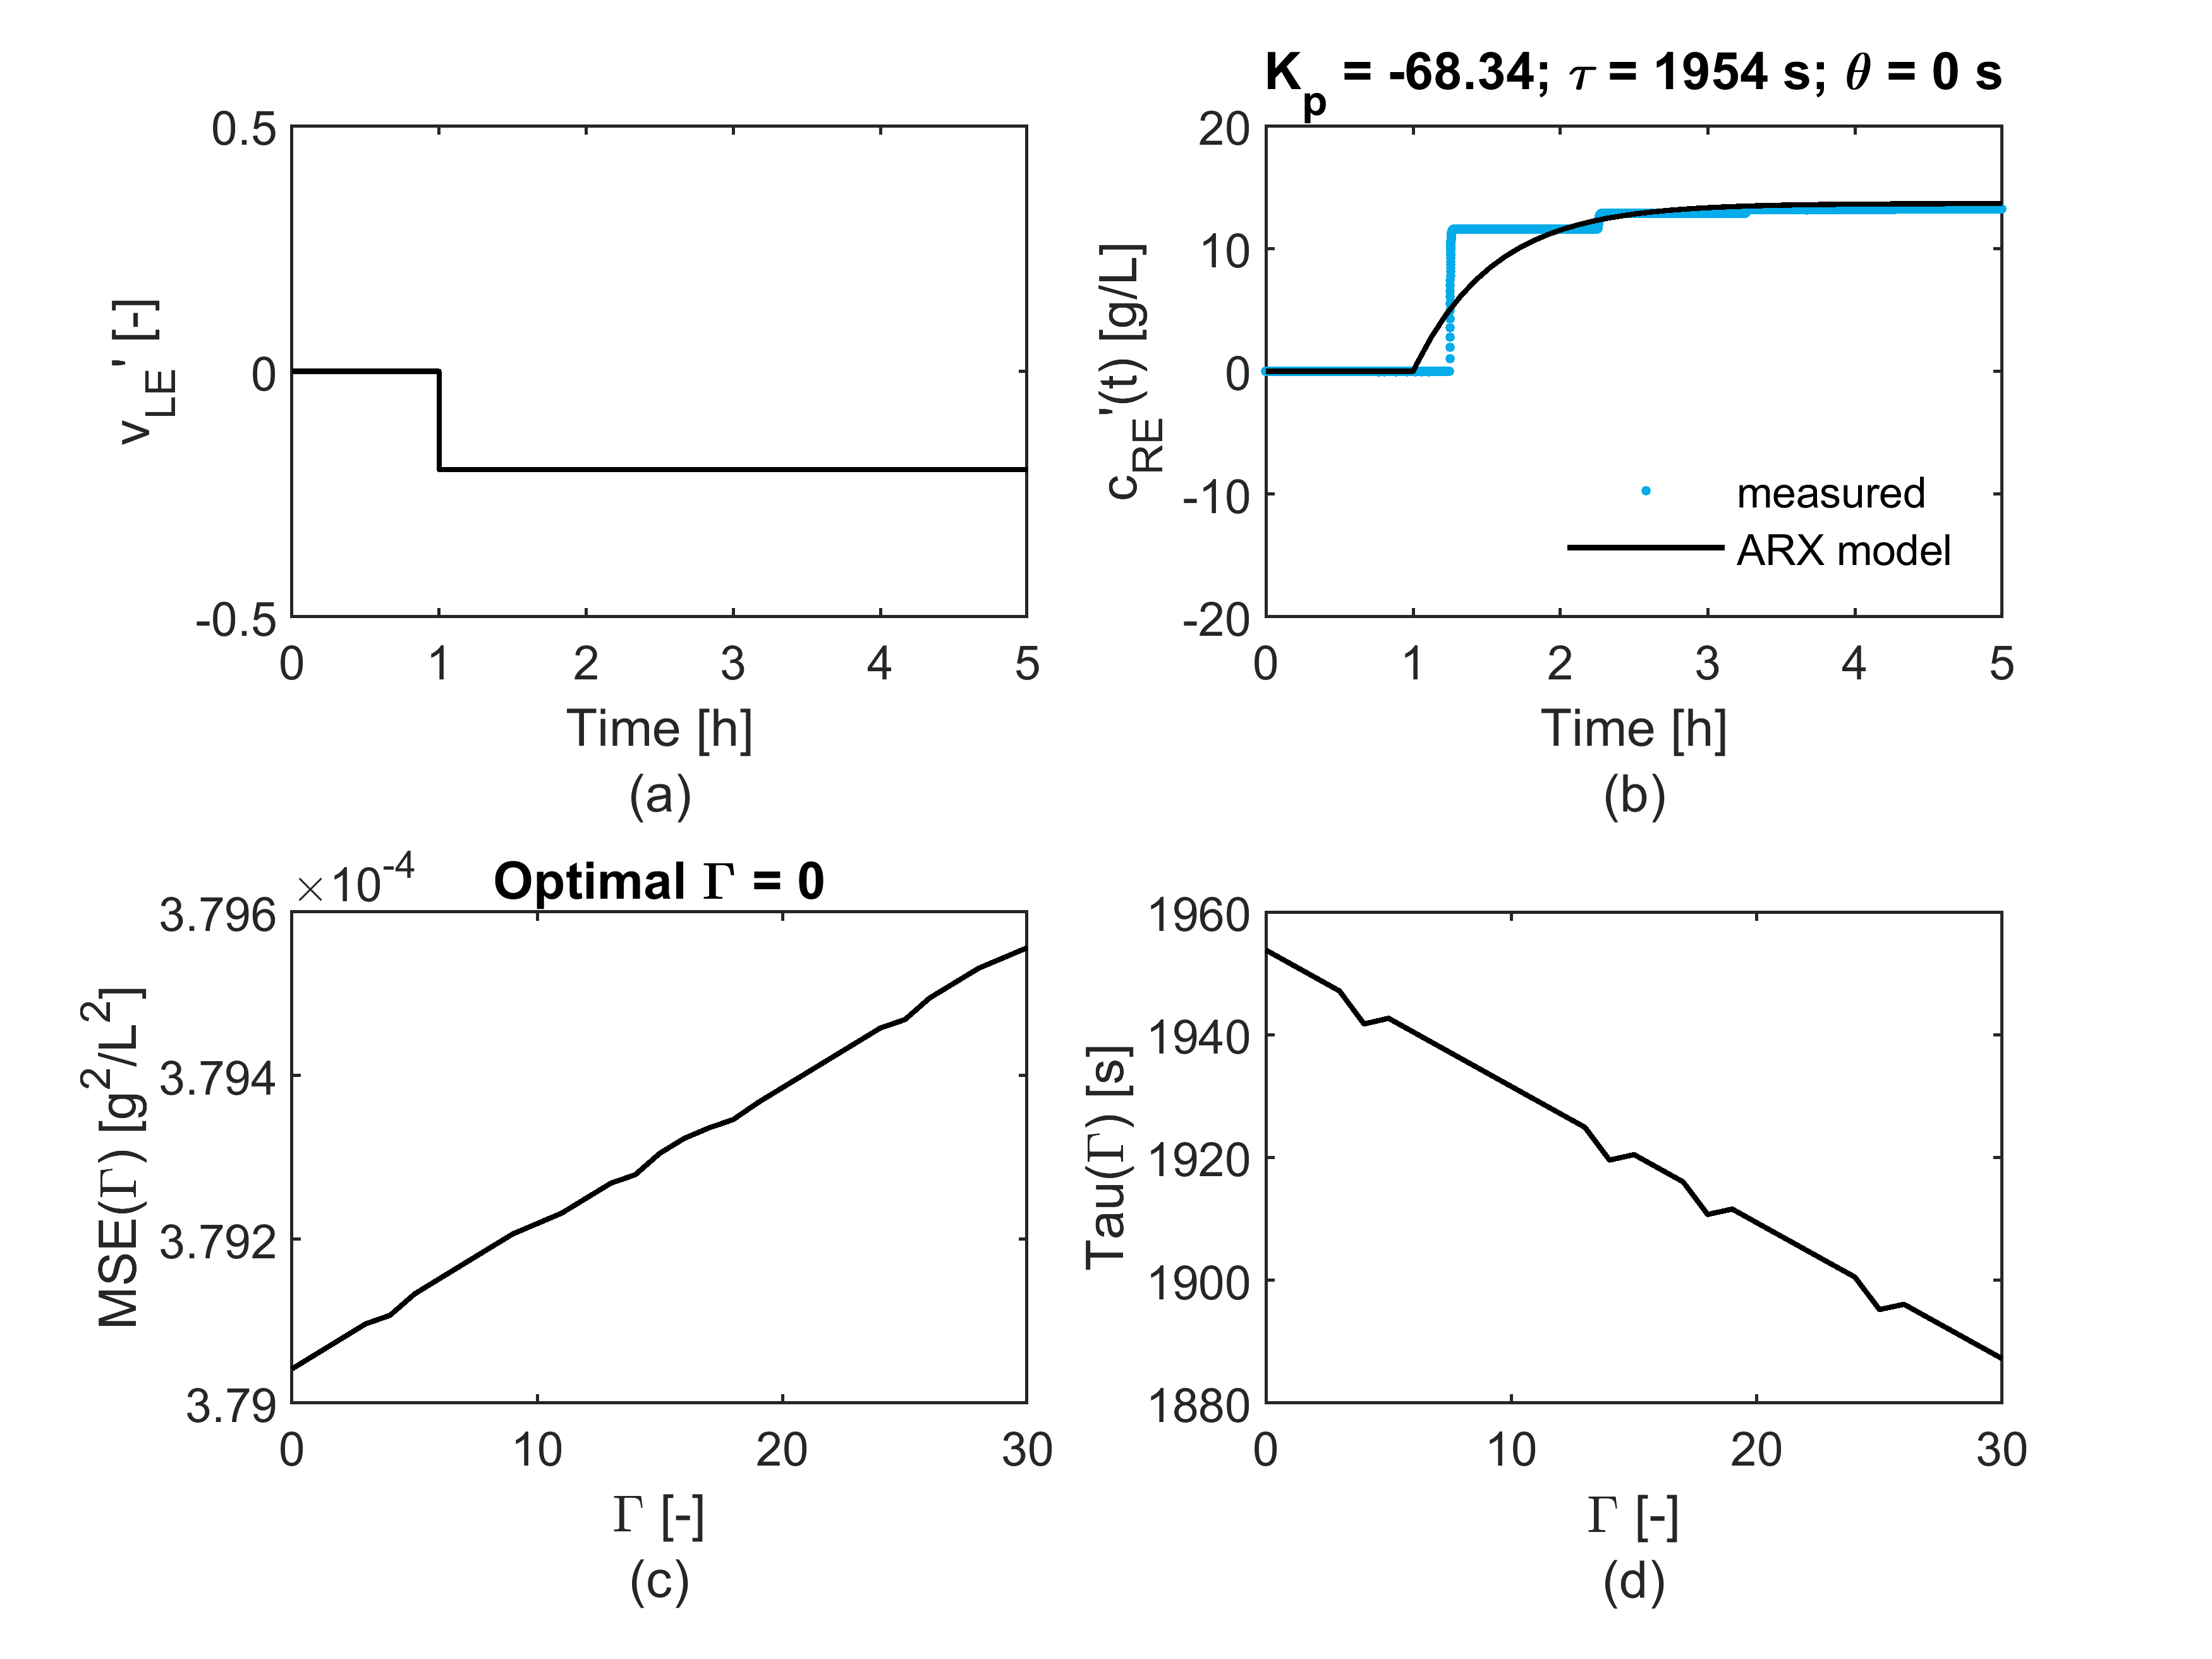 0.5
0
-0.5
v_LE' [-]
0 1 2 3 4 5
Time [h]
(a)
K_p = -68.34; τ = 1954 s; θ = 0 s
20
10
0
-10
-20
c_RE'(t) [g/L]
measured
ARX model
0 1 2 3 4 5
Time [h]
(b)
×10^-4
Optimal Γ = 0
3.796
3.794
3.792
3.79
MSE(Γ) [g^2/L^2]
0 10 20 30
Γ [-]
(c)
1960
1940
1920
1900
1880
Tau(Γ) [s]
0 10 20 30
Γ [-]
(d)